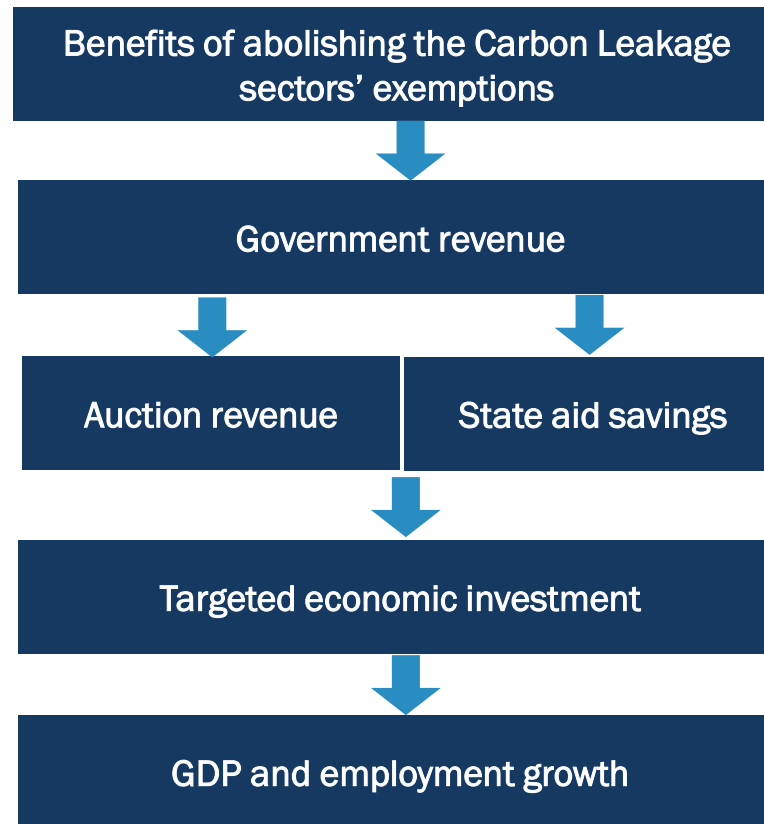 Benefits of abolishing the Carbon Leakage
sectors’ exemptions
Government revenue
Auction revenue
State aid savings
Targeted economic investment
GDP and employment growth